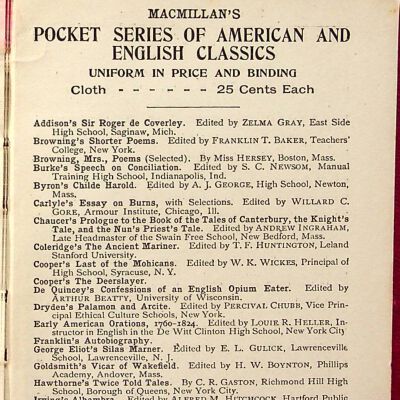 MACMILLAN'S
POCKET SERIES OF AMERICAN AND
ENGLISH CLASSICS
UNIFORM IN PRICE AND BINDING
Cloth - - - - - - 25 Cents Each
Addison's Sir Roger de Coverley. Edited by ZELMA GRAY, East Side
High School, Saginaw, Mich.
Browning's Shorter Poems. Edited by FRANKLIN T. BAKER, Teachers'
College, New York.
Browning, Mrs., Poems (Selected). By Miss HERSEY, Boston, Mass.
Burke's Speech on Conciliation. Edited by S. C. NEWSOM, Manual
Training High School, Indianapolis, Ind.
Byron's Childe Harold. Edited by A. J. GEORGE, High School, Newton,
Mass.
Carlyle's Essay on Burns, with Selections. Edited by WILLARD C.
GORE, Armour Institute, Chicago, Ill.
Chaucer's Prologue to the Book of the Tales of Canterbury, the Knight's
Tale, and the Nun's Priest's Tale. Edited by ANDREW INGRAHAM,
Late Headmaster of the Swain Free School, New Bedford, Mass.
Coleridge's The Ancient Mariner. Edited by T. F. HUNTINGTON, Leland
Stanford University.
Cooper's Last of the Mohicans. Edited by W. K. WICKES, Principal of
High School, Syracuse, N. Y.
Cooper's The Deerslayer.
De Quincey's Confessions of an English Opium Eater. Edited by
ARTHUR BEATTY, University of Wisconsin.
Dryden's Palamon and Arcite. Edited by PERCIVAL CHUBB, Vice Prin-
cipal Ethical Culture Schools, New York.
Early American Orations, 1760-1824. Edited by LOUIE R. HELLER, In-
structor in English in the De Witt Clinton High School, New York City
Franklin's Autobiography.
George Eliot's Silas Marner. Edited by E. L. GULICK, Lawrenceville
School, Lawrenceville, N. J.
Goldsmith's Vicar of Wakefield. Edited by H. W. BOYNTON, Phillips
Academy, Andover, Mass.
Hawthorne's Twice Told Tales. By C. R. GASTON, Richmond Hill High
School, Borough of Queens, New York City.
Irving's Alhambra. Edited by ALFRED M. HITCHCOCK, Hartford Public